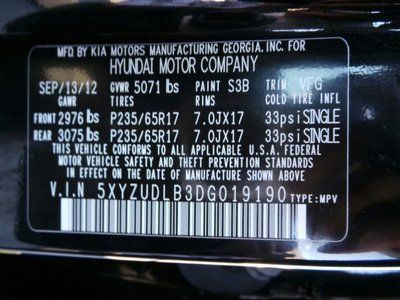 MFD. BY KIA MOTORS MANUFACTURING GEORGIA, INC. FOR
HYUNDAI MOTOR COMPANY
SEP/13/12 GVWR 5071 lbs PAINT S3B TRIM VFG
GAWR TIRES RIMS COLD TIRE INFL
FRONT 2976 lbs P235/65R17 7.0JX17 33psi SINGLE
REAR 3075 lbs P235/65R17 7.0JX17 33psi SINGLE
THIS VEHICLE CONFORMS TO ALL APPLICABLE U.S.A. FEDERAL
MOTOR VEHICLE SAFETY AND THEFT PREVENTION STANDARDS
IN EFFECT ON THE DATE OF MANUFACTURE SHOWN ABOVE
V.I.N 5XYZUDLB3DG019190 TYPE: MPV